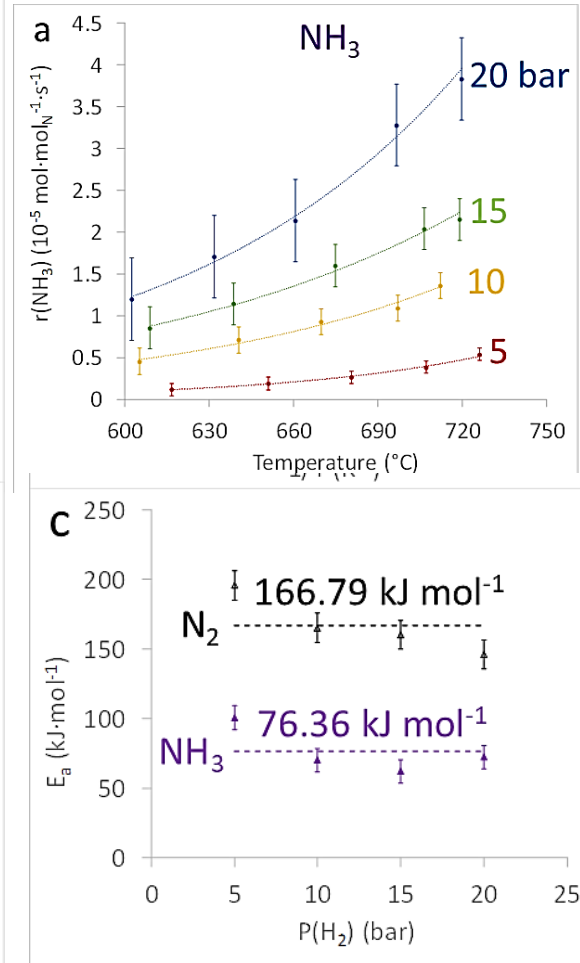 a
NH₃
r(NH₃) (10⁻⁵ mol·mol_N⁻¹·s⁻¹)
4.5
4
3.5
3
2.5
2
1.5
1
0.5
0
20 bar
15
10
5
600 630 660 690 720 750
Temperature (°C)
c
Eₐ (kJ·mol⁻¹)
250
200
150
100
50
0
166.79 kJ mol⁻¹
N₂
76.36 kJ mol⁻¹
NH₃
0 5 10 15 20 25
P(H₂) (bar)